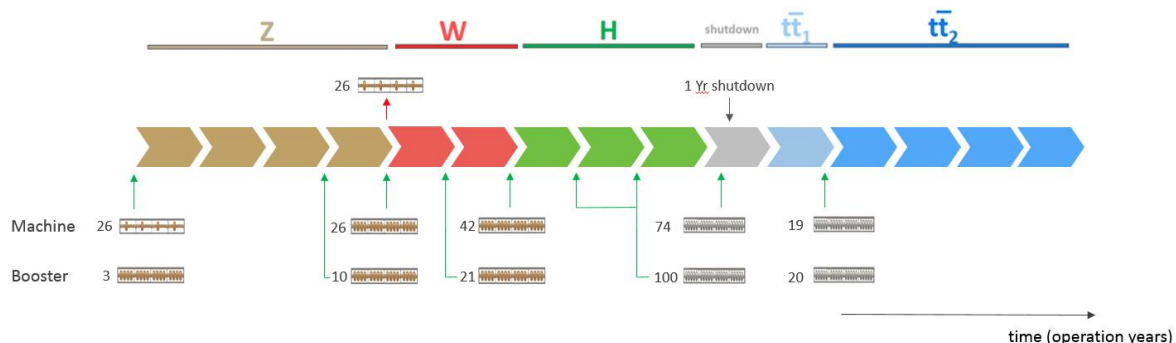 Z W H shutdown tt̄₁ tt̄₂
26
1 Yr shutdown
Machine 26 26 42 74 19
Booster 3 10 21 100 20
time (operation years)